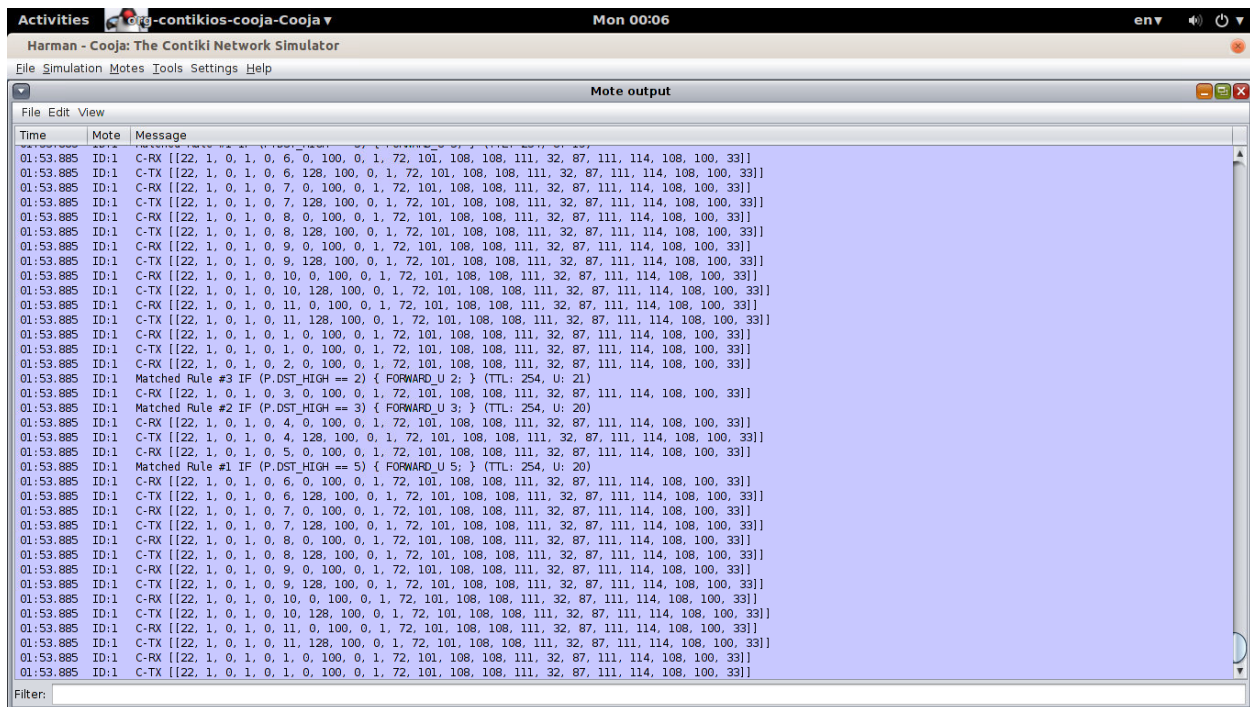 Activities org-contikios-cooja-Cooja ▾ Mon 00:06 en ▾
Harman - Cooja: The Contiki Network Simulator
File Simulation Motes Tools Settings Help
Mote output
File Edit View
Time Mote Message
01:53.885 ID:1 C-RX [[22, 1, 0, 1, 0, 6, 0, 100, 0, 1, 72, 101, 108, 108, 111, 32, 87, 111, 114, 108, 100, 33]]
01:53.885 ID:1 C-TX [[22, 1, 0, 1, 0, 6, 128, 100, 0, 1, 72, 101, 108, 108, 111, 32, 87, 111, 114, 108, 100, 33]]
01:53.885 ID:1 C-RX [[22, 1, 0, 1, 0, 7, 0, 100, 0, 1, 72, 101, 108, 108, 111, 32, 87, 111, 114, 108, 100, 33]]
01:53.885 ID:1 C-TX [[22, 1, 0, 1, 0, 7, 128, 100, 0, 1, 72, 101, 108, 108, 111, 32, 87, 111, 114, 108, 100, 33]]
01:53.885 ID:1 C-RX [[22, 1, 0, 1, 0, 8, 0, 100, 0, 1, 72, 101, 108, 108, 111, 32, 87, 111, 114, 108, 100, 33]]
01:53.885 ID:1 C-TX [[22, 1, 0, 1, 0, 8, 128, 100, 0, 1, 72, 101, 108, 108, 111, 32, 87, 111, 114, 108, 100, 33]]
01:53.885 ID:1 C-RX [[22, 1, 0, 1, 0, 9, 0, 100, 0, 1, 72, 101, 108, 108, 111, 32, 87, 111, 114, 108, 100, 33]]
01:53.885 ID:1 C-TX [[22, 1, 0, 1, 0, 9, 128, 100, 0, 1, 72, 101, 108, 108, 111, 32, 87, 111, 114, 108, 100, 33]]
01:53.885 ID:1 C-RX [[22, 1, 0, 1, 0, 10, 0, 100, 0, 1, 72, 101, 108, 108, 111, 32, 87, 111, 114, 108, 100, 33]]
01:53.885 ID:1 C-TX [[22, 1, 0, 1, 0, 10, 128, 100, 0, 1, 72, 101, 108, 108, 111, 32, 87, 111, 114, 108, 100, 33]]
01:53.885 ID:1 C-RX [[22, 1, 0, 1, 0, 11, 0, 100, 0, 1, 72, 101, 108, 108, 111, 32, 87, 111, 114, 108, 100, 33]]
01:53.885 ID:1 C-TX [[22, 1, 0, 1, 0, 11, 128, 100, 0, 1, 72, 101, 108, 108, 111, 32, 87, 111, 114, 108, 100, 33]]
01:53.885 ID:1 C-RX [[22, 1, 0, 1, 0, 1, 0, 100, 0, 1, 72, 101, 108, 108, 111, 32, 87, 111, 114, 108, 100, 33]]
01:53.885 ID:1 C-TX [[22, 1, 0, 1, 0, 1, 0, 100, 0, 1, 72, 101, 108, 108, 111, 32, 87, 111, 114, 108, 100, 33]]
01:53.885 ID:1 C-RX [[22, 1, 0, 1, 0, 2, 0, 100, 0, 1, 72, 101, 108, 108, 111, 32, 87, 111, 114, 108, 100, 33]]
01:53.885 ID:1 Matched Rule #3 IF (P.DST_HIGH == 2) { FORWARD_U 2; } (TTL: 254, U: 21)
01:53.885 ID:1 C-RX [[22, 1, 0, 1, 0, 3, 0, 100, 0, 1, 72, 101, 108, 108, 111, 32, 87, 111, 114, 108, 100, 33]]
01:53.885 ID:1 Matched Rule #2 IF (P.DST_HIGH == 3) { FORWARD_U 3; } (TTL: 254, U: 20)
01:53.885 ID:1 C-RX [[22, 1, 0, 1, 0, 4, 0, 100, 0, 1, 72, 101, 108, 108, 111, 32, 87, 111, 114, 108, 100, 33]]
01:53.885 ID:1 C-TX [[22, 1, 0, 1, 0, 4, 128, 100, 0, 1, 72, 101, 108, 108, 111, 32, 87, 111, 114, 108, 100, 33]]
01:53.885 ID:1 C-RX [[22, 1, 0, 1, 0, 5, 0, 100, 0, 1, 72, 101, 108, 108, 111, 32, 87, 111, 114, 108, 100, 33]]
01:53.885 ID:1 Matched Rule #1 IF (P.DST_HIGH == 5) { FORWARD_U 5; } (TTL: 254, U: 20)
01:53.885 ID:1 C-RX [[22, 1, 0, 1, 0, 6, 0, 100, 0, 1, 72, 101, 108, 108, 111, 32, 87, 111, 114, 108, 100, 33]]
01:53.885 ID:1 C-TX [[22, 1, 0, 1, 0, 6, 128, 100, 0, 1, 72, 101, 108, 108, 111, 32, 87, 111, 114, 108, 100, 33]]
01:53.885 ID:1 C-RX [[22, 1, 0, 1, 0, 7, 0, 100, 0, 1, 72, 101, 108, 108, 111, 32, 87, 111, 114, 108, 100, 33]]
01:53.885 ID:1 C-TX [[22, 1, 0, 1, 0, 7, 128, 100, 0, 1, 72, 101, 108, 108, 111, 32, 87, 111, 114, 108, 100, 33]]
01:53.885 ID:1 C-RX [[22, 1, 0, 1, 0, 8, 0, 100, 0, 1, 72, 101, 108, 108, 111, 32, 87, 111, 114, 108, 100, 33]]
01:53.885 ID:1 C-TX [[22, 1, 0, 1, 0, 8, 128, 100, 0, 1, 72, 101, 108, 108, 111, 32, 87, 111, 114, 108, 100, 33]]
01:53.885 ID:1 C-RX [[22, 1, 0, 1, 0, 9, 0, 100, 0, 1, 72, 101, 108, 108, 111, 32, 87, 111, 114, 108, 100, 33]]
01:53.885 ID:1 C-TX [[22, 1, 0, 1, 0, 9, 128, 100, 0, 1, 72, 101, 108, 108, 111, 32, 87, 111, 114, 108, 100, 33]]
01:53.885 ID:1 C-RX [[22, 1, 0, 1, 0, 10, 0, 100, 0, 1, 72, 101, 108, 108, 111, 32, 87, 111, 114, 108, 100, 33]]
01:53.885 ID:1 C-TX [[22, 1, 0, 1, 0, 10, 128, 100, 0, 1, 72, 101, 108, 108, 111, 32, 87, 111, 114, 108, 100, 33]]
01:53.885 ID:1 C-RX [[22, 1, 0, 1, 0, 11, 0, 100, 0, 1, 72, 101, 108, 108, 111, 32, 87, 111, 114, 108, 100, 33]]
01:53.885 ID:1 C-TX [[22, 1, 0, 1, 0, 11, 128, 100, 0, 1, 72, 101, 108, 108, 111, 32, 87, 111, 114, 108, 100, 33]]
01:53.885 ID:1 C-RX [[22, 1, 0, 1, 0, 1, 0, 100, 0, 1, 72, 101, 108, 108, 111, 32, 87, 111, 114, 108, 100, 33]]
01:53.885 ID:1 C-TX [[22, 1, 0, 1, 0, 1, 0, 100, 0, 1, 72, 101, 108, 108, 111, 32, 87, 111, 114, 108, 100, 33]]
Filter: